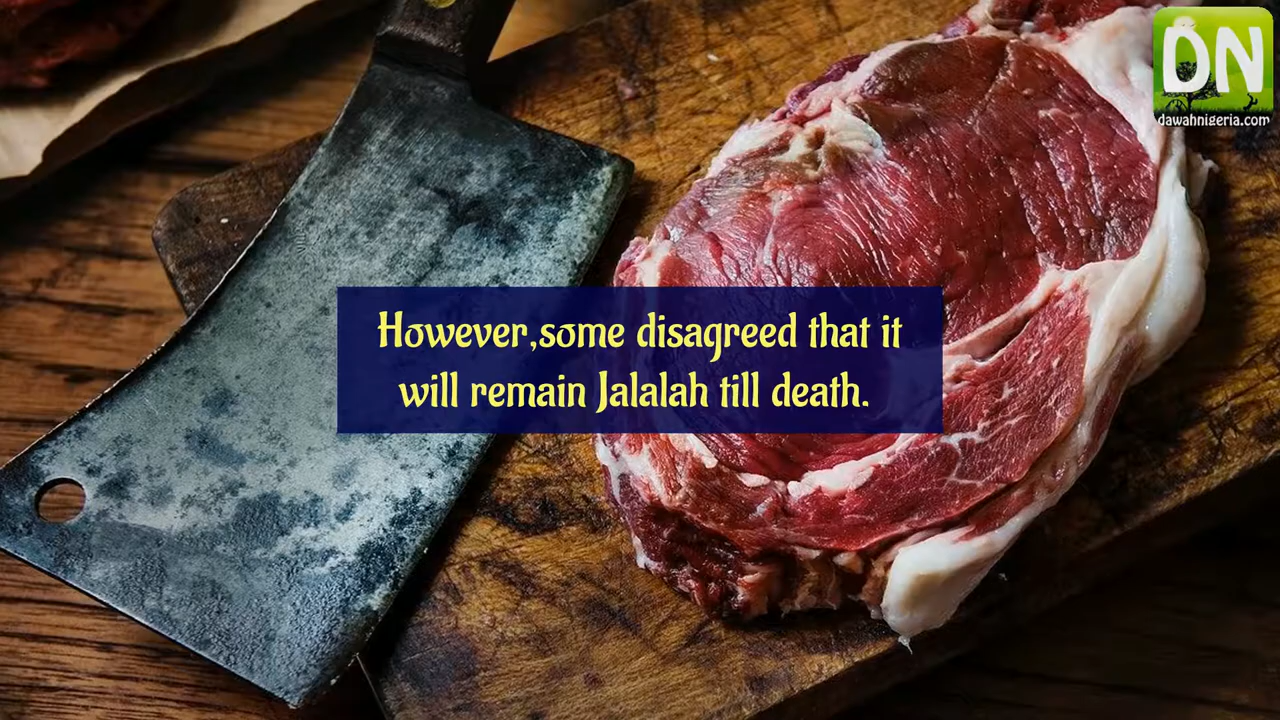 DN
dawahnigeria.com
However,some disagreed that it
will remain Jalalah till death.